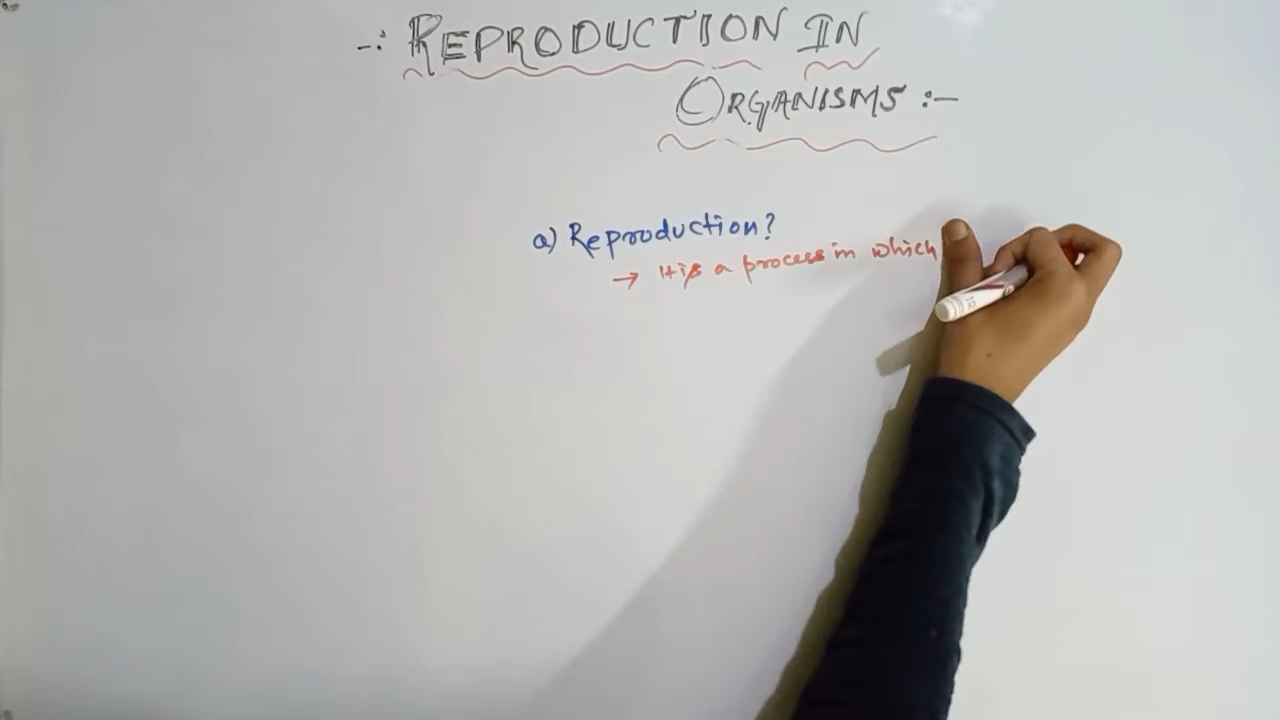 -: REPRODUCTION IN
ORGANISMS :-
a) Reproduction?
→ It is a process in which